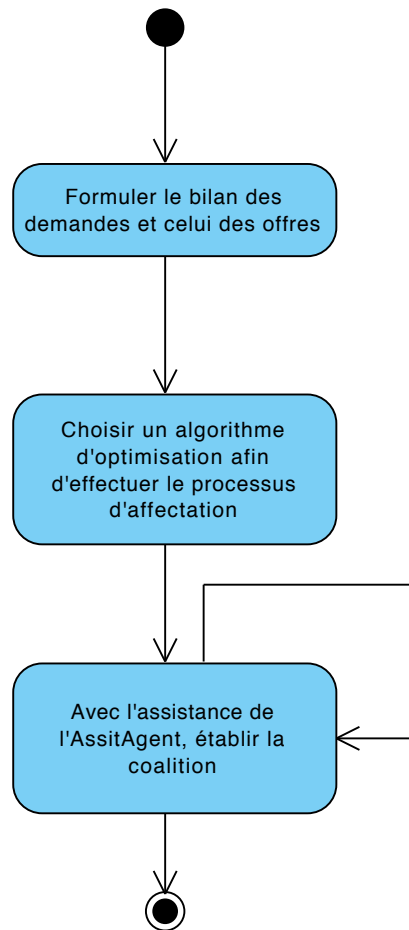 Formuler le bilan des
demandes et celui des offres
Choisir un algorithme
d'optimisation afin
d'effectuer le processus
d'affectation
Avec l'assistance de
l'AssitAgent, établir la
coalition